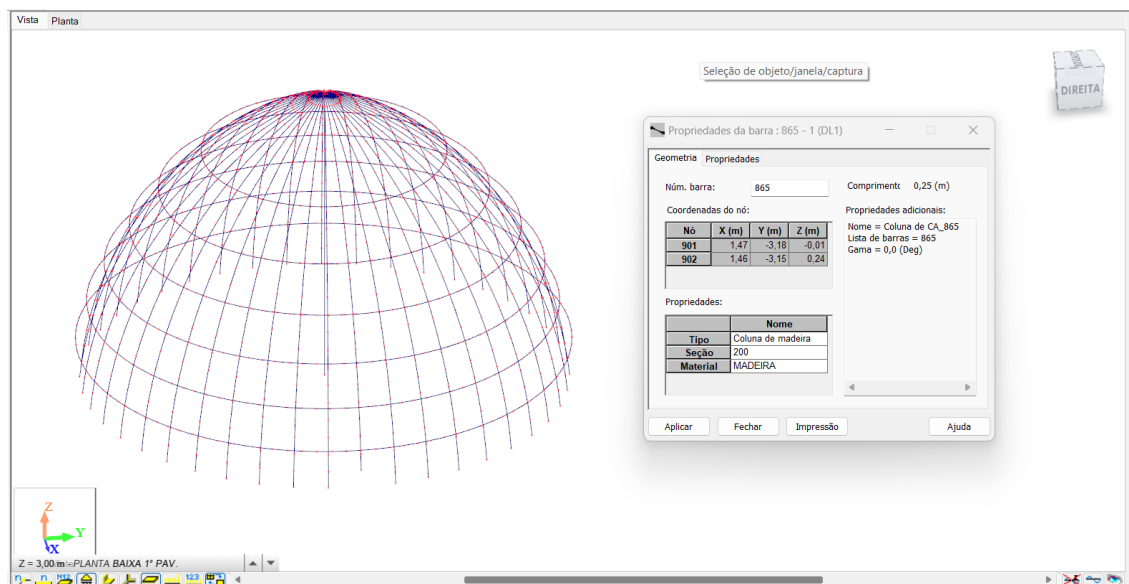 Vista Planta
Seleção de objeto/janela/captura
DIREITA
Propriedades da barra : 865 - 1 (DL1)
Geometria Propriedades
Núm. barra: 865 Compriment: 0,25 (m)
Coordenadas do nó: Propriedades adicionais:
Nó X (m) Y (m) Z (m)
901 1,47 -3,18 -0,01
902 1,46 -3,15 0,24
Nome = Coluna de CA_865
Lista de barras = 865
Gama = 0,0 (Deg)
Propriedades:
Nome
Tipo Coluna de madeira
Seção 200
Material MADEIRA
Aplicar Fechar Impressão Ajuda
Z
Y
X
Z = 3,00 m - PLANTA BAIXA 1° PAV.